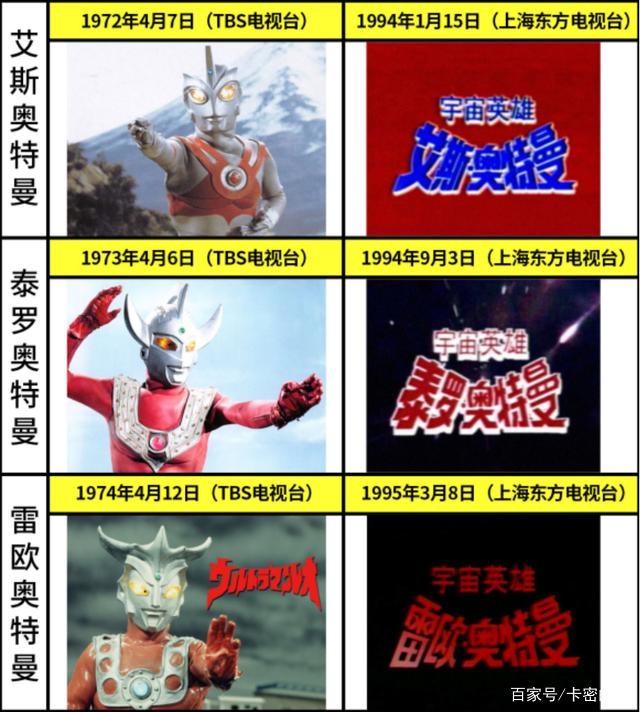 艾斯奥特曼
1972年4月7日（TBS电视台）
1994年1月15日（上海东方电视台）
宇宙英雄
艾斯·奥特曼
泰罗奥特曼
1973年4月6日（TBS电视台）
1994年9月3日（上海东方电视台）
宇宙英雄
泰罗·奥特曼
雷欧奥特曼
1974年4月12日（TBS电视台）
1995年3月8日（上海东方电视台）
ウルトラマンレオ
宇宙英雄
雷欧·奥特曼
百家号/卡密